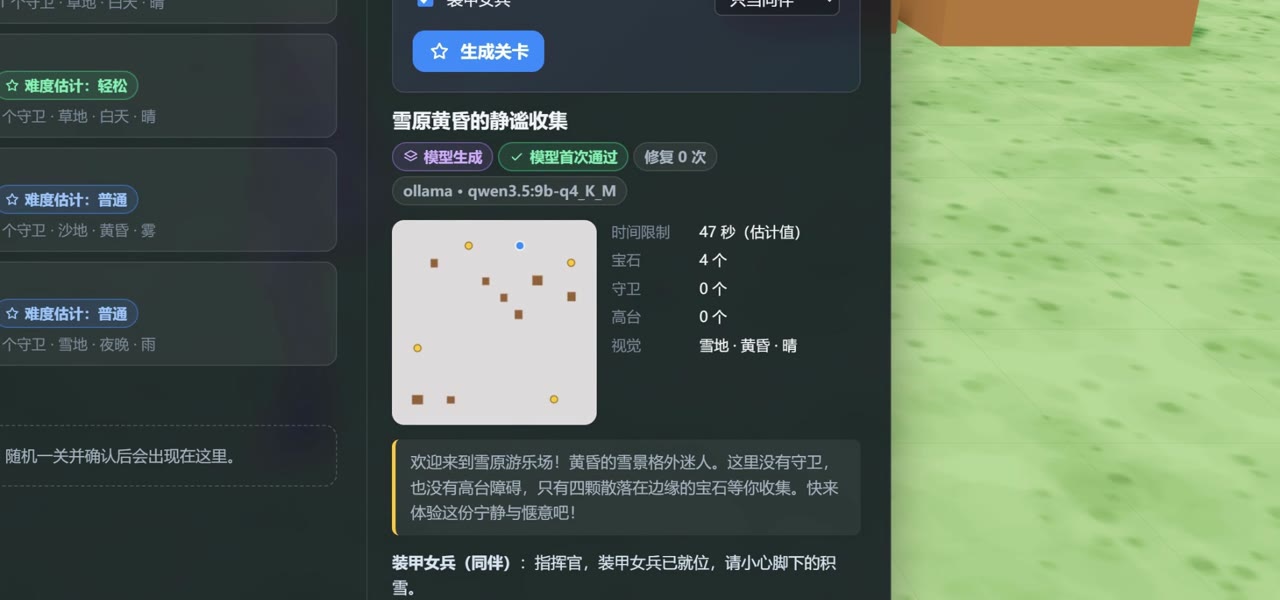 个守卫 · 草地 · 白天 · 晴
难度估计：轻松
个守卫 · 草地 · 白天 · 晴
难度估计：普通
个守卫 · 沙地 · 黄昏 · 雾
难度估计：普通
个守卫 · 雪地 · 夜晚 · 雨
随机一关并确认后会出现在这里。
装甲女兵
只当同伴
生成关卡
雪原黄昏的静谧收集
模型生成
模型首次通过
修复 0 次
ollama • qwen3.5:9b-q4_K_M
时间限制 47 秒（估计值）
宝石 4 个
守卫 0 个
高台 0 个
视觉 雪地 · 黄昏 · 晴
欢迎来到雪原游乐场！黄昏的雪景格外迷人。这里没有守卫，
也没有高台障碍，只有四颗散落在边缘的宝石等你收集。快来
体验这份宁静与惬意吧！
装甲女兵（同伴）：指挥官，装甲女兵已就位，请小心脚下的积
雪。